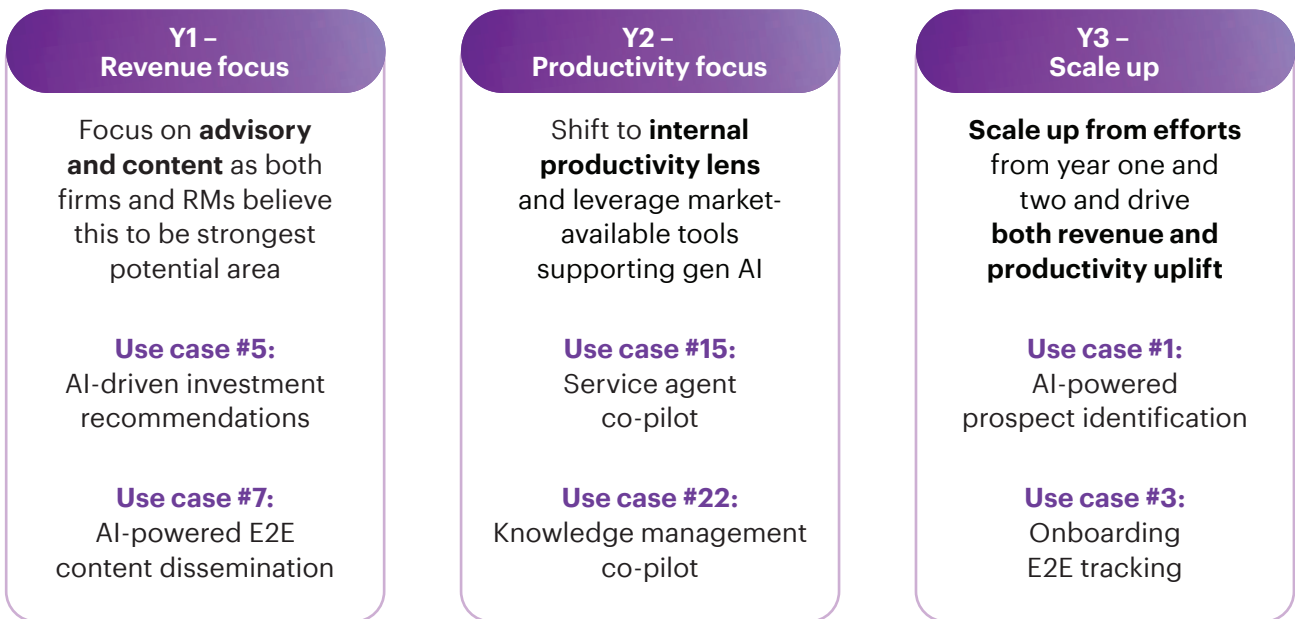 Y1 –
Revenue focus
Focus on advisory
and content as both
firms and RMs believe
this to be strongest
potential area
Use case #5:
AI-driven investment
recommendations
Use case #7:
AI-powered E2E
content dissemination
Y2 –
Productivity focus
Shift to internal
productivity lens
and leverage market-
available tools
supporting gen AI
Use case #15:
Service agent
co-pilot
Use case #22:
Knowledge management
co-pilot
Y3 –
Scale up
Scale up from efforts
from year one and
two and drive
both revenue and
productivity uplift
Use case #1:
AI-powered
prospect identification
Use case #3:
Onboarding
E2E tracking